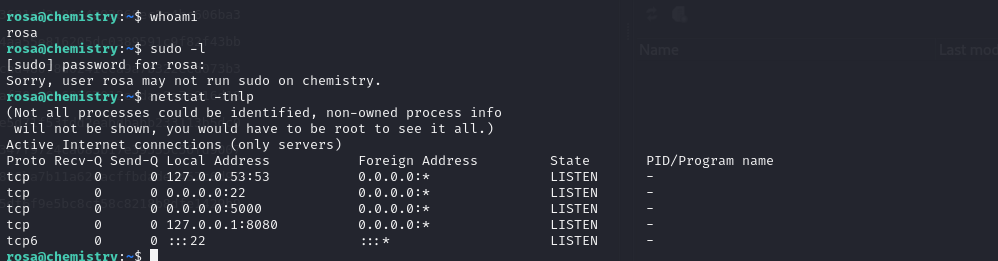 rosa@chemistry:~$ whoami
rosa
rosa@chemistry:~$ sudo -l
[sudo] password for rosa:
Sorry, user rosa may not run sudo on chemistry.
rosa@chemistry:~$ netstat -tnlp
(Not all processes could be identified, non-owned process info
 will not be shown, you would have to be root to see it all.)
Active Internet connections (only servers)
Proto Recv-Q Send-Q Local Address           Foreign Address         State       PID/Program name
tcp        0      0 127.0.0.53:53           0.0.0.0:*               LISTEN      -
tcp        0      0 0.0.0.0:22              0.0.0.0:*               LISTEN      -
tcp        0      0 0.0.0.0:5000            0.0.0.0:*               LISTEN      -
tcp        0      0 127.0.0.1:8080          0.0.0.0:*               LISTEN      -
tcp6       0      0 :::22                   :::*                    LISTEN      -
rosa@chemistry:~$
Name
Last mod